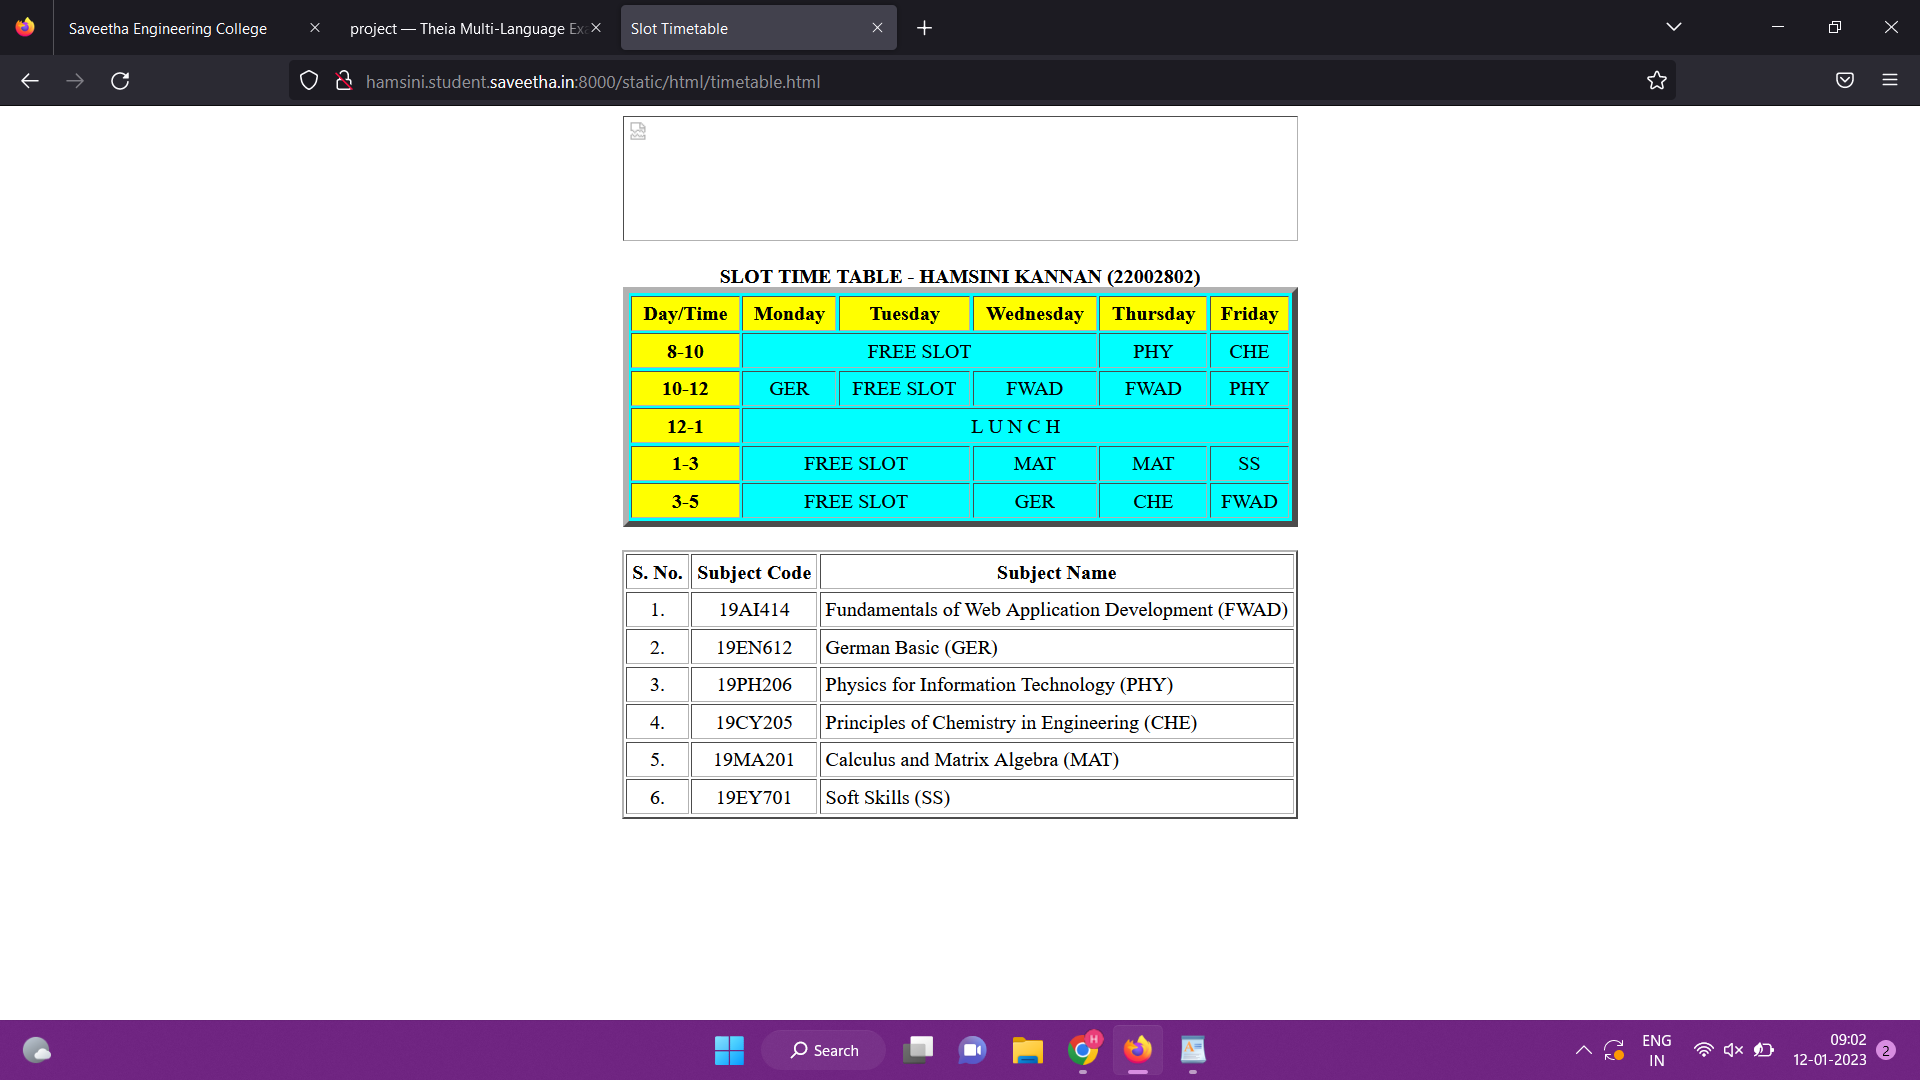 Saveetha Engineering College
project — Theia Multi-Language Ex
Slot Timetable
hamsini.student.saveetha.in:8000/static/html/timetable.html
SLOT TIME TABLE - HAMSINI KANNAN (22002802)
Day/Time Monday Tuesday Wednesday Thursday Friday
8-10 FREE SLOT PHY CHE
10-12 GER FREE SLOT FWAD FWAD PHY
12-1 L U N C H
1-3 FREE SLOT MAT MAT SS
3-5 FREE SLOT GER CHE FWAD
S. No. Subject Code Subject Name
1. 19AI414 Fundamentals of Web Application Development (FWAD)
2. 19EN612 German Basic (GER)
3. 19PH206 Physics for Information Technology (PHY)
4. 19CY205 Principles of Chemistry in Engineering (CHE)
5. 19MA201 Calculus and Matrix Algebra (MAT)
6. 19EY701 Soft Skills (SS)
Search
H
ENG
IN
09:02
12-01-2023
2